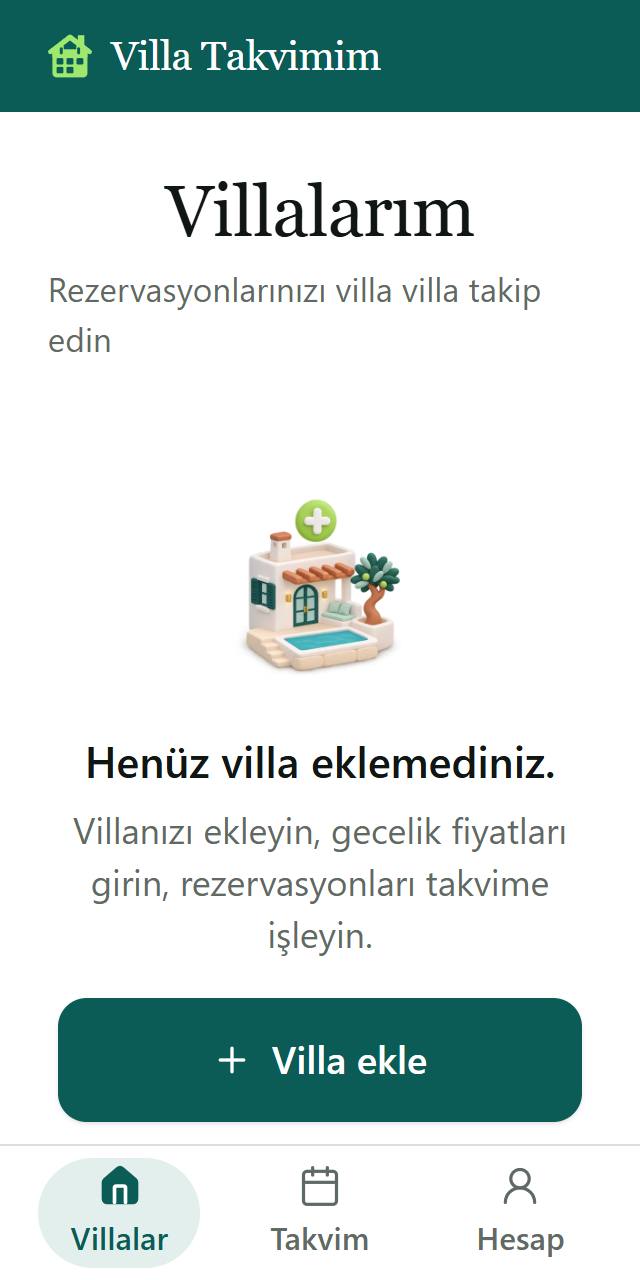 Villa Takvimim
Villalarım
Rezervasyonlarınızı villa villa takip
edin
Henüz villa eklemediniz.
Villanızı ekleyin, gecelik fiyatları
girin, rezervasyonları takvime
işleyin.
Villa ekle
Villalar
Takvim
Hesap